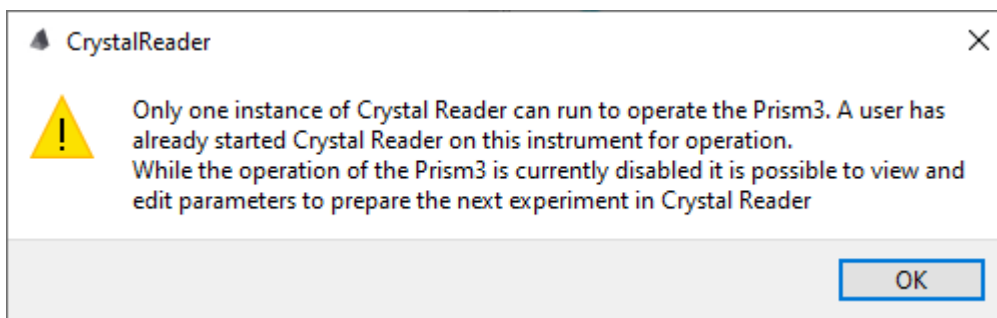 CrystalReader
Only one instance of Crystal Reader can run to operate the Prism3. A user has
already started Crystal Reader on this instrument for operation.
While the operation of the Prism3 is currently disabled it is possible to view and
edit parameters to prepare the next experiment in Crystal Reader
OK